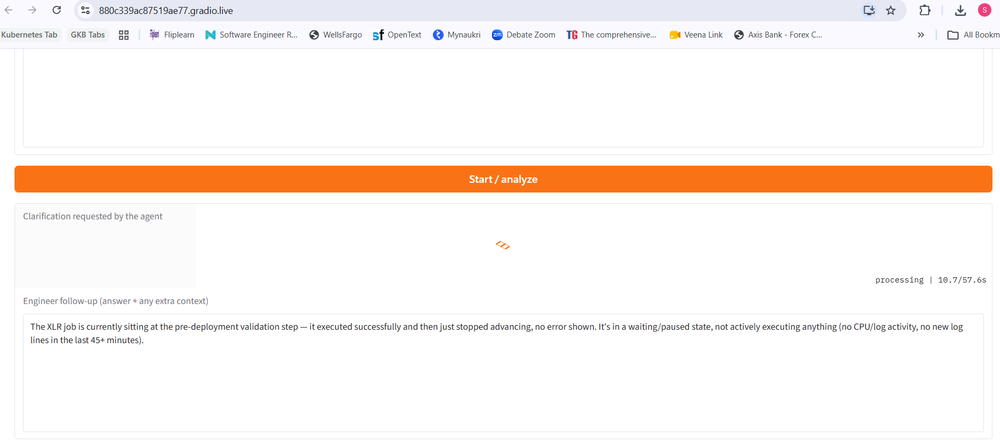 880c339ac87519ae77.gradio.live
S
Kubernetes Tab GKB Tabs Fliplearn Software Engineer R... WellsFargo OpenText Mynaukri Debate Zoom The comprehensive... Veena Link Axis Bank - Forex C... » All Bookm
Start / analyze
Clarification requested by the agent
processing | 10.7/57.6s
Engineer follow-up (answer + any extra context)
The XLR job is currently sitting at the pre-deployment validation step — it executed successfully and then just stopped advancing, no error shown. It's in a waiting/paused state, not actively executing anything (no CPU/log activity, no new log
lines in the last 45+ minutes).